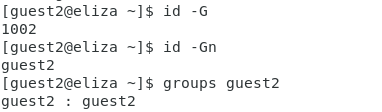 [guest2@eliza ~]$ id -G
1002
[guest2@eliza ~]$ id -Gn
guest2
[guest2@eliza ~]$ groups guest2
guest2 : guest2